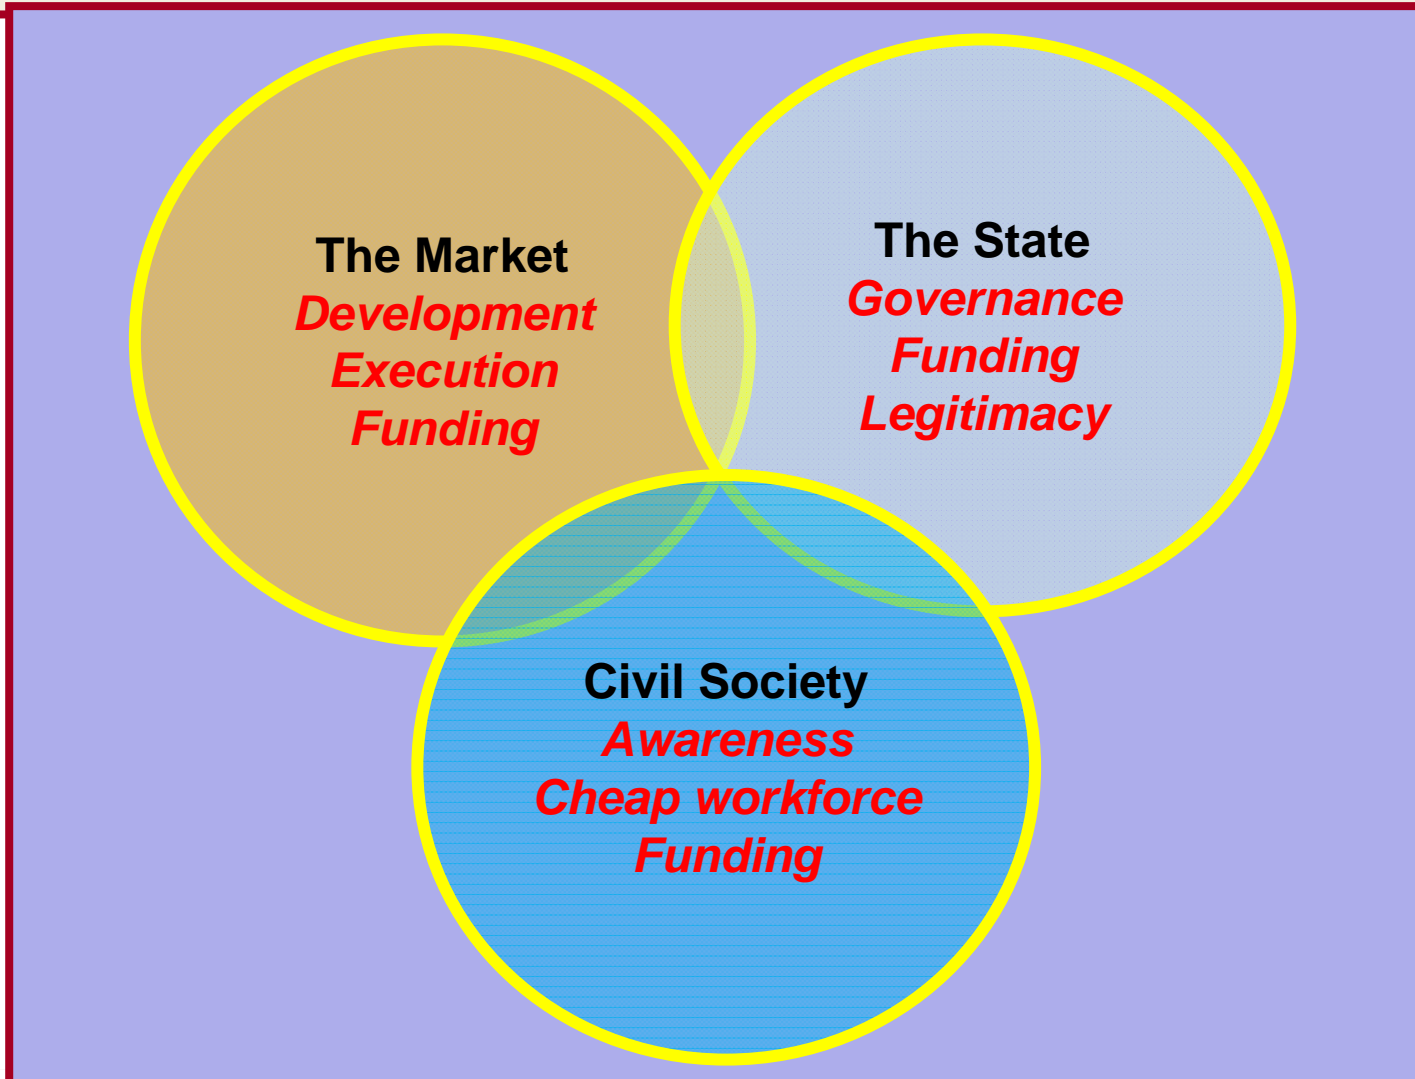 The Market
Development
Execution
Funding
The State
Governance
Funding
Legitimacy
Civil Society
Awareness
Cheap workforce
Funding